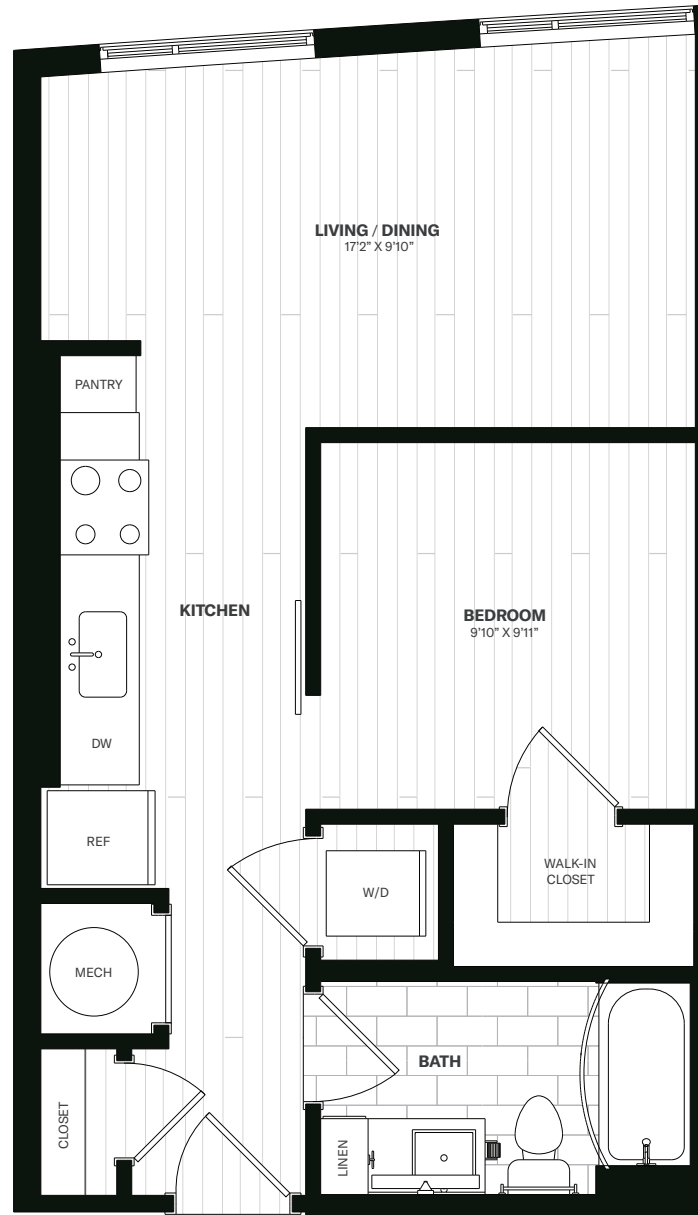 LIVING / DINING
17'2" X 9'10"
PANTRY
KITCHEN
BEDROOM
9'10" X 9'11"
DW
REF
W/D
WALK-IN
CLOSET
MECH
BATH
CLOSET
LINEN